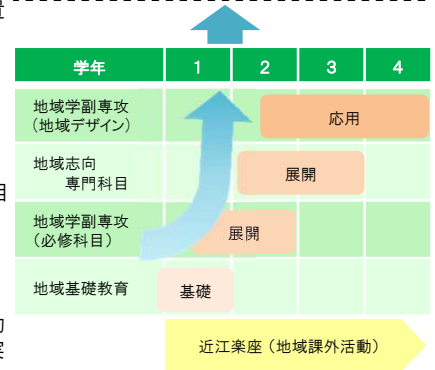 置
学年 1 2 3 4
地域学副専攻
(地域デザイン)
応用
地域志向
専門科目
展開
目
地域学副専攻
(必修科目)
展開
地域基礎教育
基礎
近江楽座(地域課外活動)